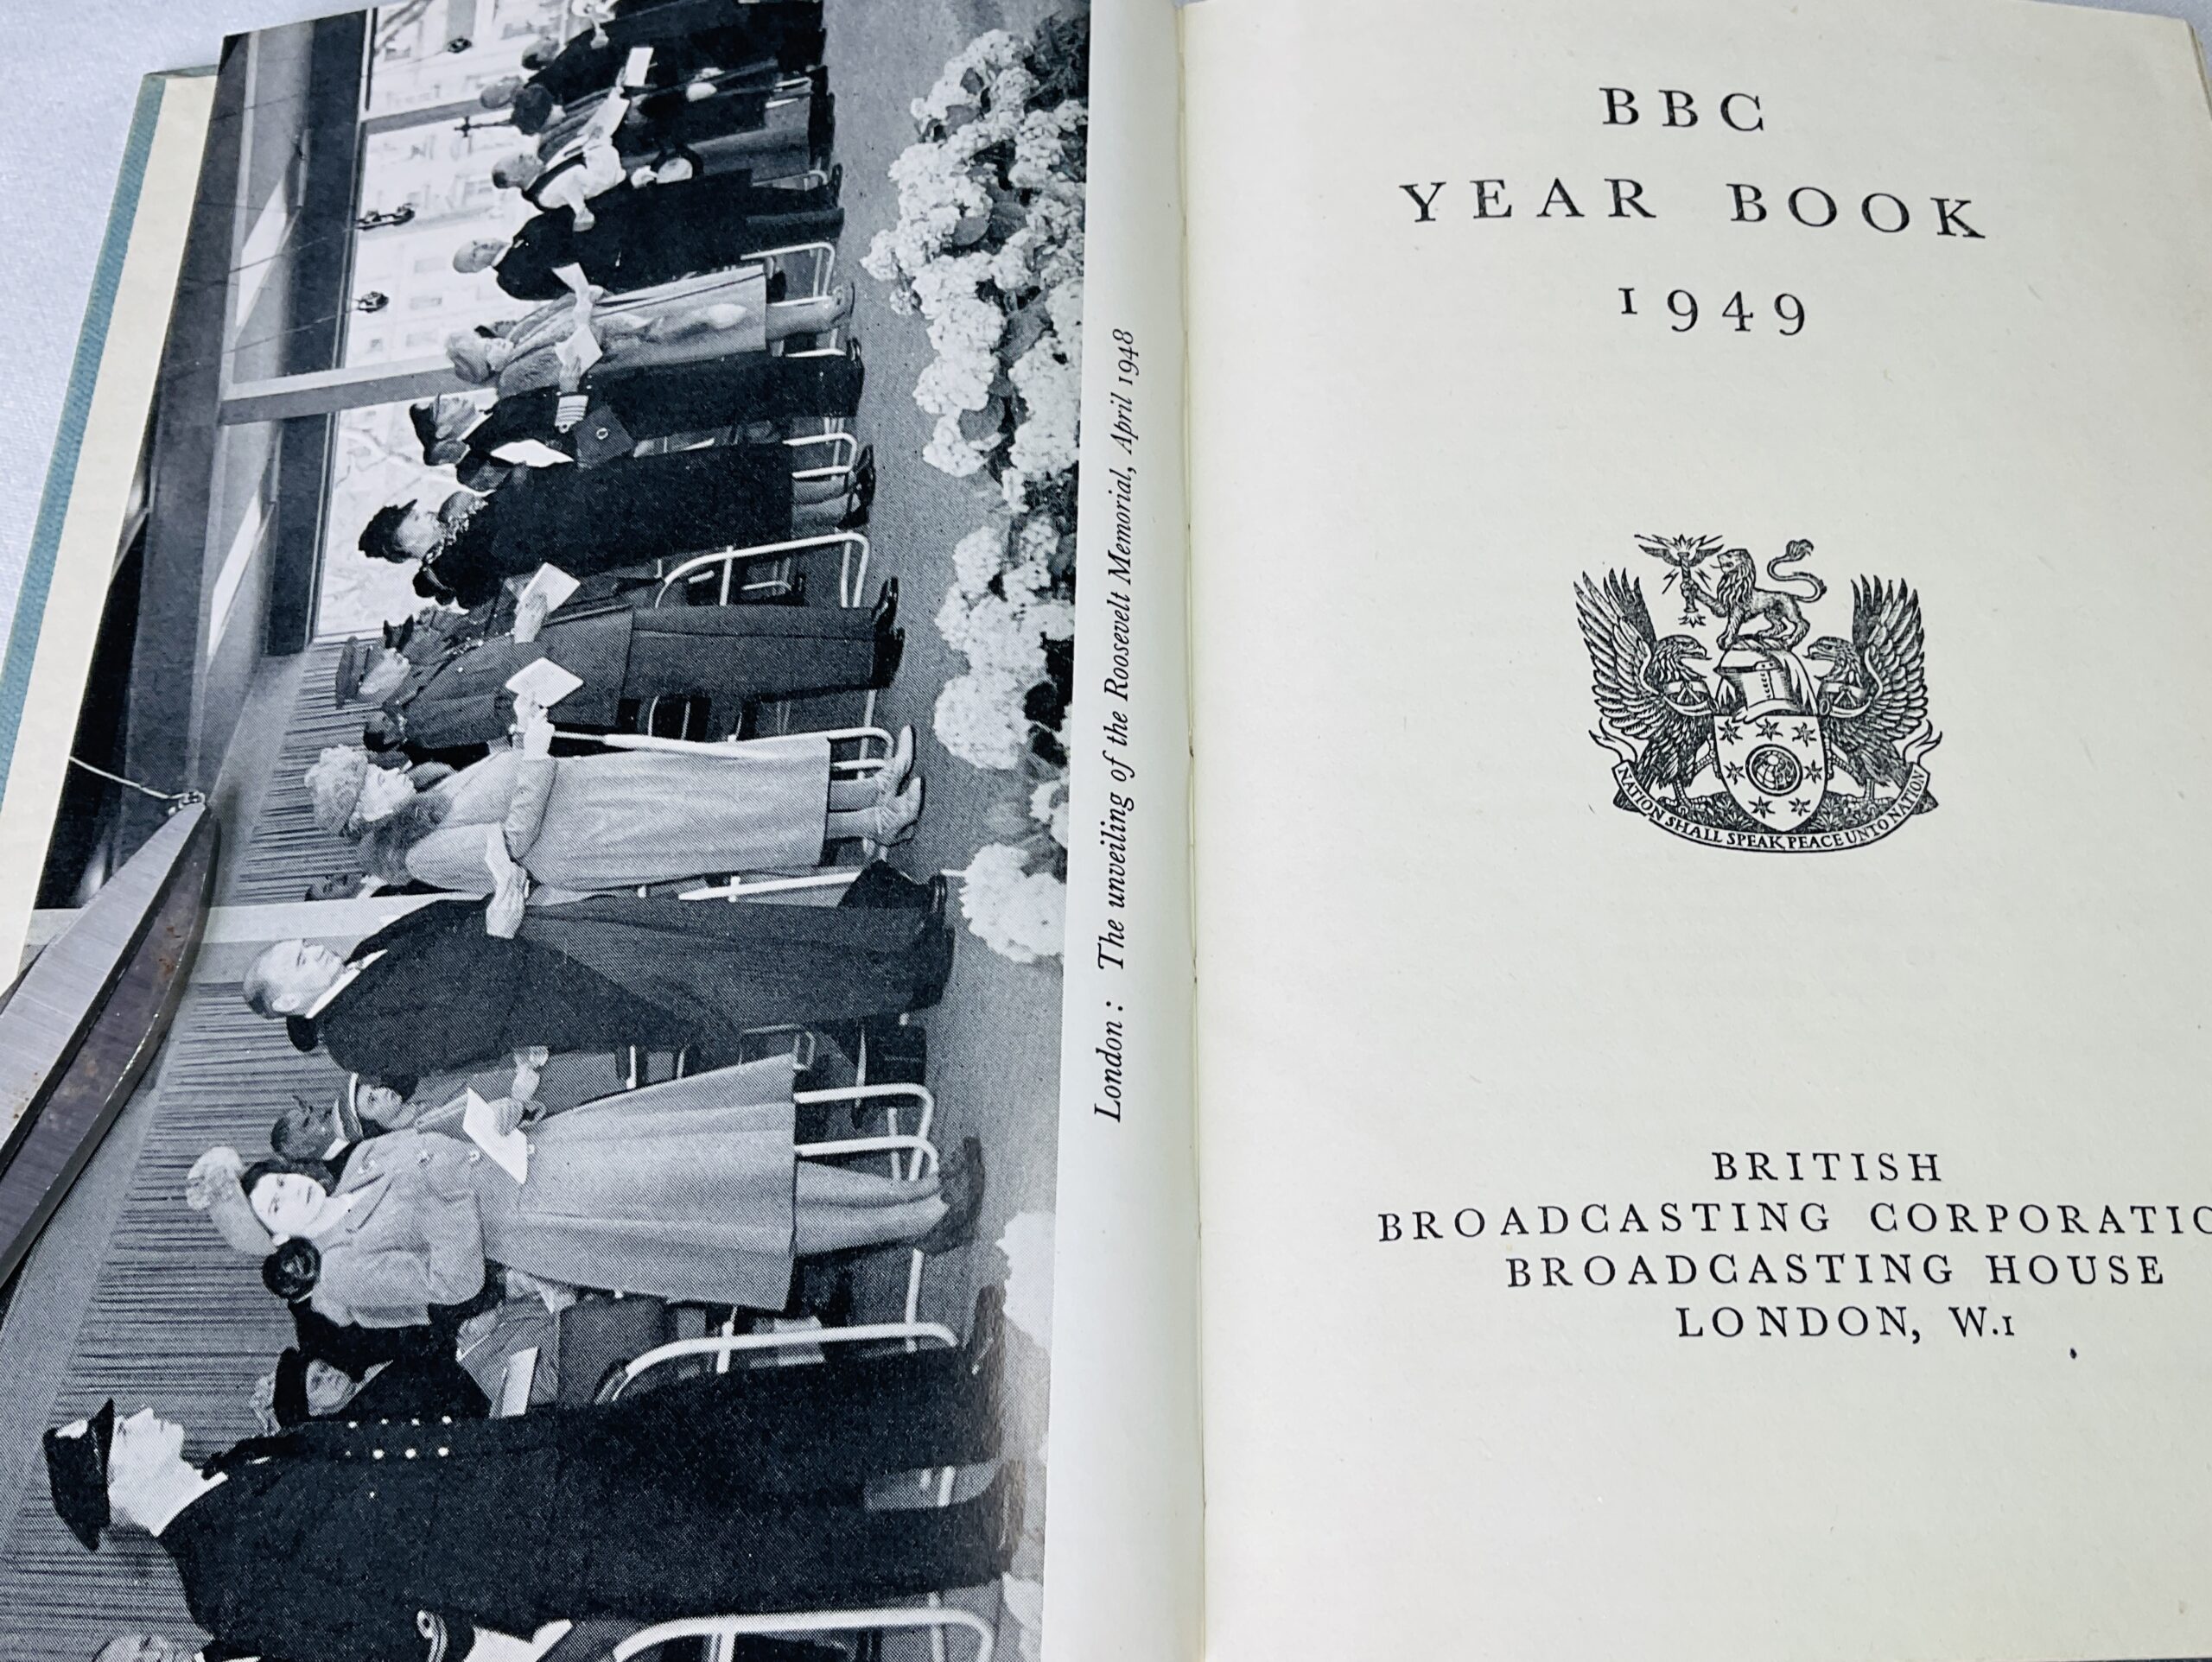 London : The unveiling of the Roosevelt Memorial, April 1948
BBC
YEAR BOOK
1949
NATION SHALL SPEAK PEACE UNTO NATION
BRITISH
BROADCASTING CORPORATIO
BROADCASTING HOUSE
LONDON, W.1